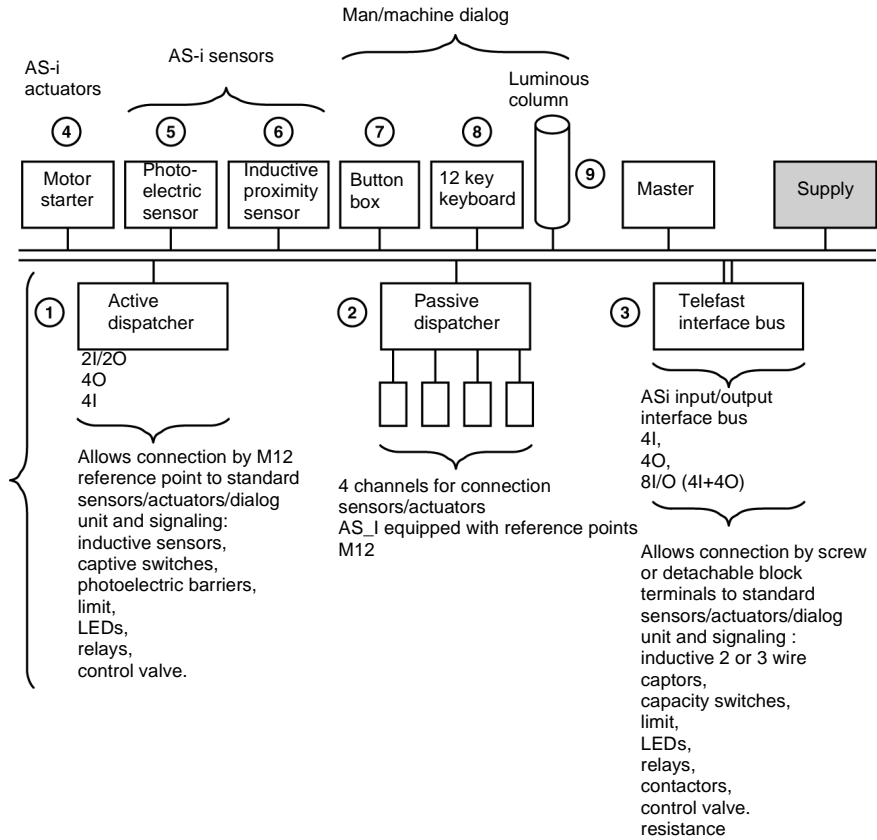 Man/machine dialog
AS-i sensors
AS-i
actuators
Luminous
column
4
5
6
7
8
9
Motor
starter
Photo-
electric
sensor
Inductive
proximity
sensor
Button
box
12 key
keyboard
Master
Supply
1
Active
dispatcher
2
Passive
dispatcher
3
Telefast
interface bus
2I/2O
4O
4I
Allows connection by M12
reference point to standard
sensors/actuators/dialog
unit and signaling:
inductive sensors,
captive switches,
photoelectric barriers,
limit,
LEDs,
relays,
control valve.
4 channels for connection
sensors/actuators
AS_I equipped with reference points
M12
ASi input/output
interface bus
4I,
4O,
8I/O (4I+4O)
Allows connection by screw
or detachable block
terminals to standard
sensors/actuators/dialog
unit and signaling :
inductive 2 or 3 wire
captors,
capacity switches,
limit,
LEDs,
relays,
contactors,
control valve.
resistance